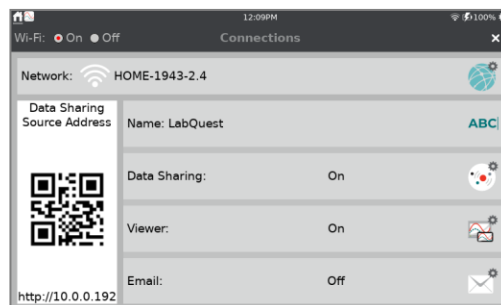 12:09PM
100%
Wi-Fi: On Off
Connections
×
Network: HOME-1943-2.4
Data Sharing
Source Address
Name: LabQuest
ABC
Data Sharing: On
Viewer: On
Email: Off
http://10.0.0.192